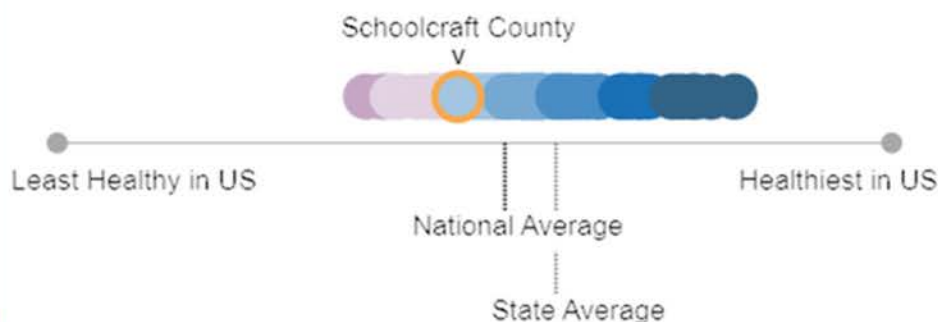 Schoolcraft County
v
Least Healthy in US
Healthiest in US
National Average
State Average